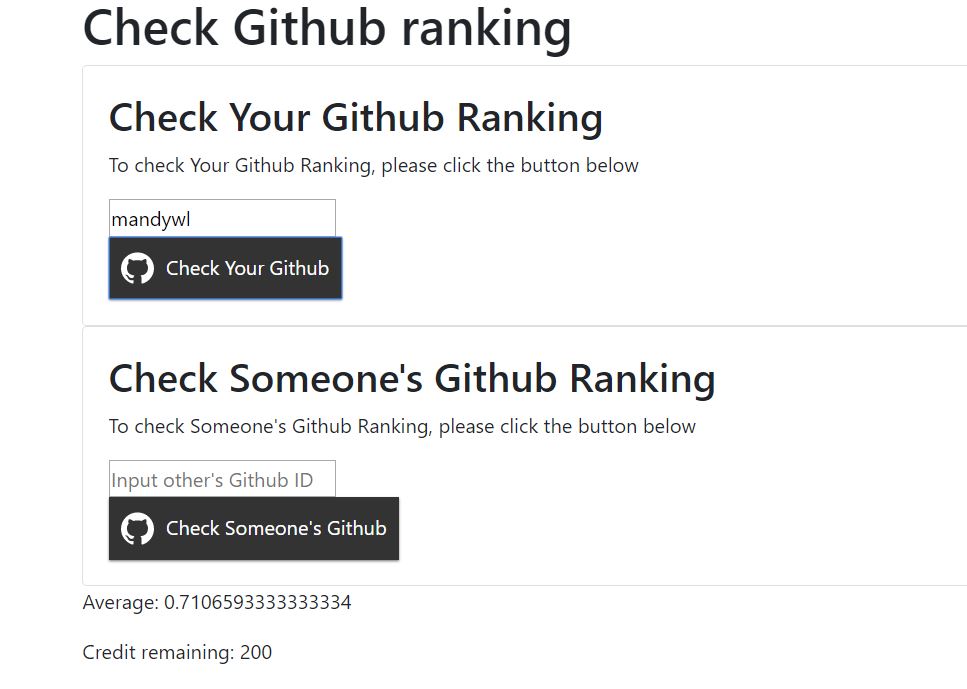 Check Github ranking
Check Your Github Ranking
To check Your Github Ranking, please click the button below
mandywl
Check Your Github
Check Someone's Github Ranking
To check Someone's Github Ranking, please click the button below
Input other's Github ID
Check Someone's Github
Average: 0.7106593333333334
Credit remaining: 200